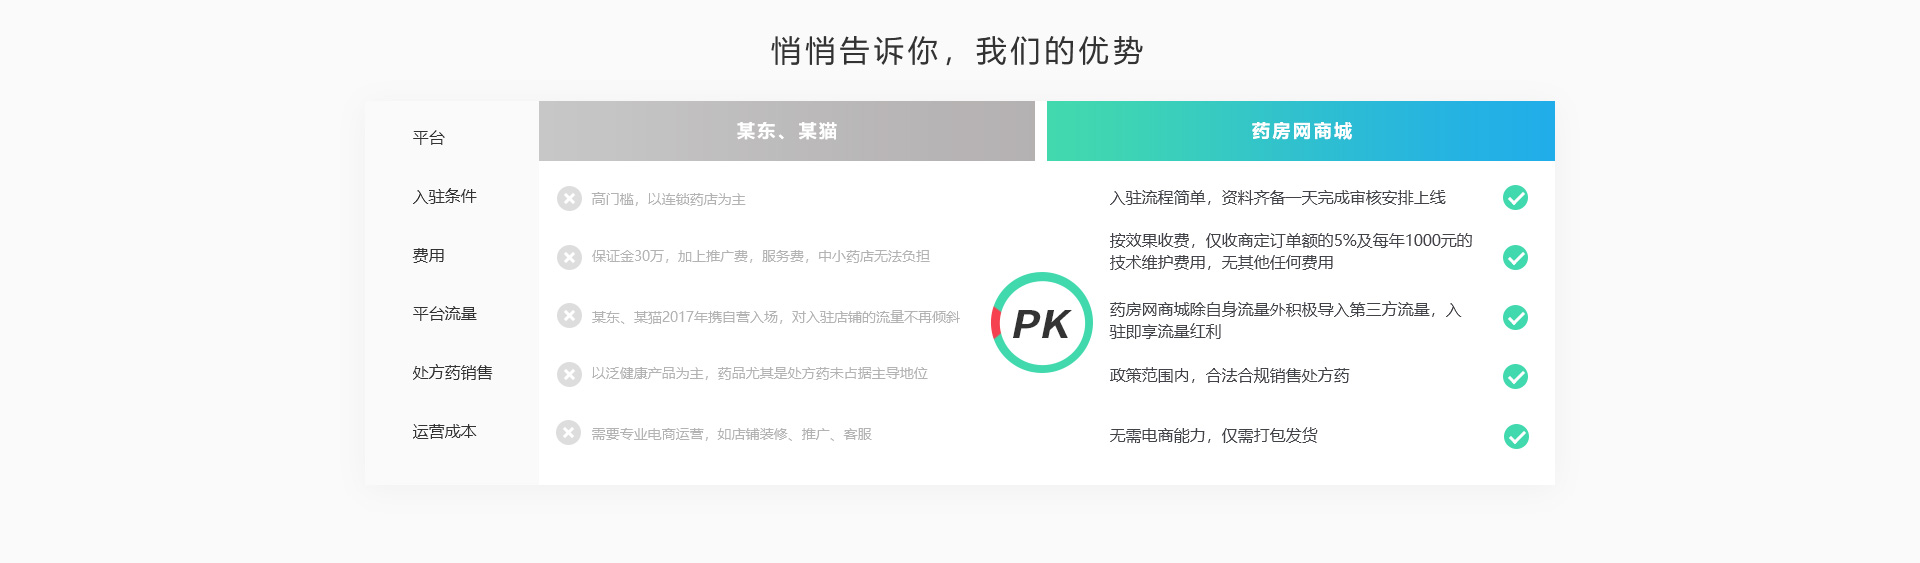 悄悄告诉你，我们的优势
平台
某东、某猫
药房网商城
入驻条件
高门槛，以连锁药店为主
入驻流程简单，资料齐备一天完成审核安排上线
费用
保证金30万，加上推广费，服务费，中小药店无法负担
按效果收费，仅收商定订单额的5%及每年1000元的
技术维护费用，无其他任何费用
平台流量
某东、某猫2017年携自营入场，对入驻店铺的流量不再倾斜
PK
药房网商城除自身流量外积极导入第三方流量，入
驻即享流量红利
处方药销售
以泛健康产品为主，药品尤其是处方药未占据主导地位
政策范围内，合法合规销售处方药
运营成本
需要专业电商运营，如店铺装修、推广、客服
无需电商能力，仅需打包发货